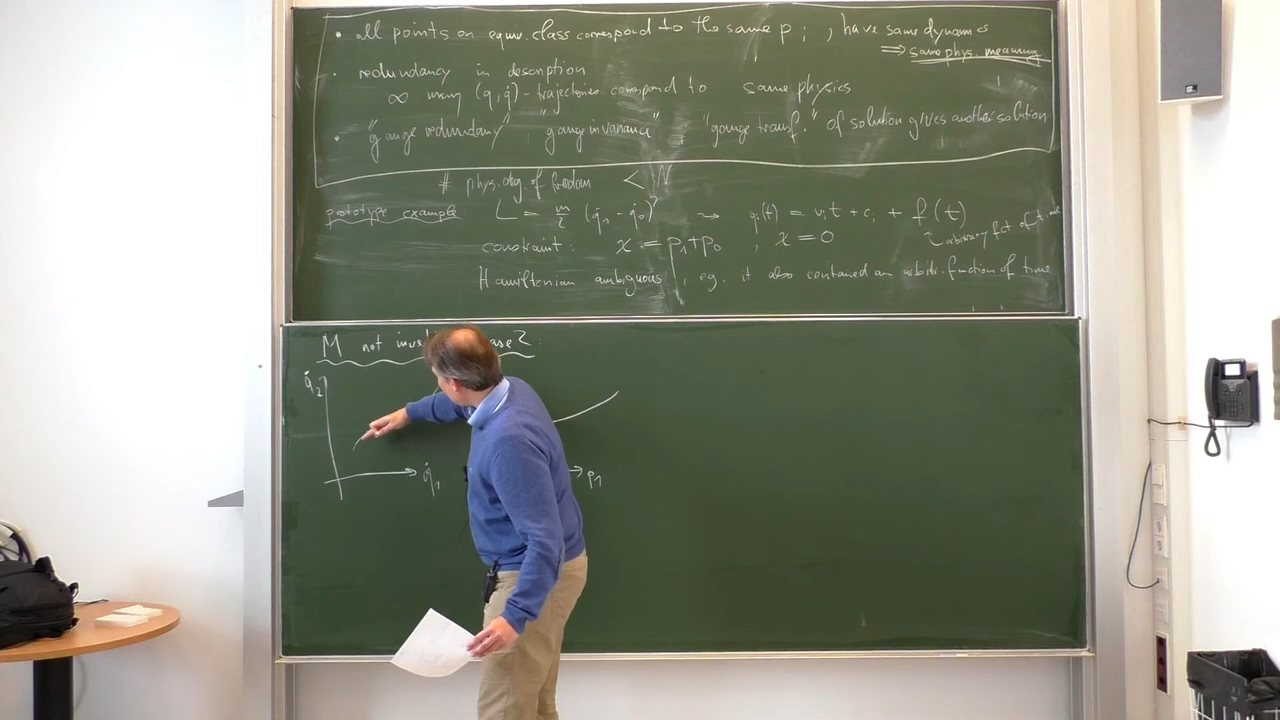 • all points on equiv. class correspond to the same p ; , have same dynamics
⇒ same phys. meaning
• redundancy in description
∞ many (q, q̇) - trajectories correspond to same physics
• "gauge redundancy", "gauge invariance" "gauge transf." of solution gives another solution
# phys. deg. of freedom < N
prototype example L = m/2 (q̇₁ - q̇₀)² ⇝ qᵢ(t) = vᵢt + cᵢ + f(t)
arbitrary fct of time
constraint: χ = p₁+p₀ , χ = 0
Hamiltonian ambiguous, eg. it also contained an arbitr. function of time
M not case 2:
q̇₂
q̇₁
p₁